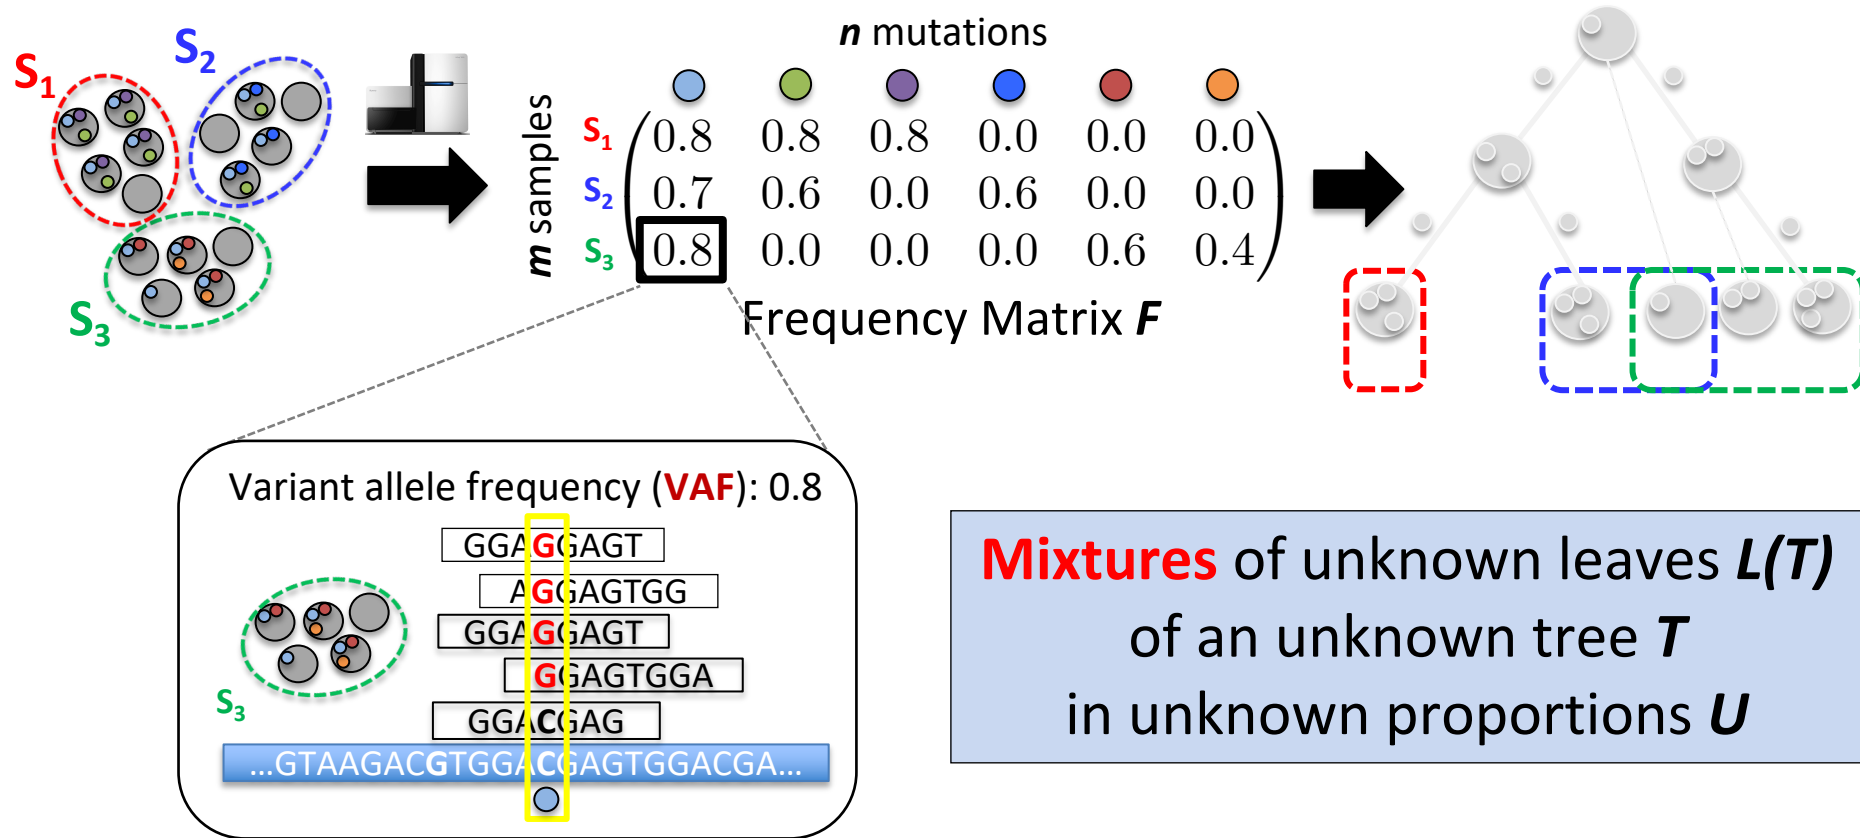 n mutations
S1
S2
S3
m samples
S1 0.8 0.8 0.8 0.0 0.0 0.0
S2 0.7 0.6 0.0 0.6 0.0 0.0
S3 0.8 0.0 0.0 0.0 0.6 0.4
Frequency Matrix F
Variant allele frequency (VAF): 0.8
GGAGGAGT
AGGAGTGG
GGAGGAGT
GGAGTGGA
GGACGAG
S3
...GTAAGACGTGGACGAGTGGACGA...
Mixtures of unknown leaves L(T)
of an unknown tree T
in unknown proportions U